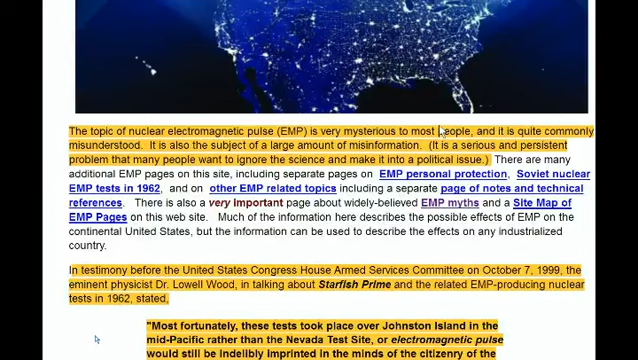 The topic of nuclear electromagnetic pulse (EMP) is very mysterious to most people, and it is quite commonly
misunderstood. It is also the subject of a large amount of misinformation. (It is a serious and persistent
problem that many people want to ignore the science and make it into a political issue.) There are many
additional EMP pages on this site, including separate pages on EMP personal protection, Soviet nuclear
EMP tests in 1962, and on other EMP related topics including a separate page of notes and technical
references. There is also a very important page about widely-believed EMP myths and a Site Map of
EMP Pages on this web site. Much of the information here describes the possible effects of EMP on the
continental United States, but the information can be used to describe the effects on any industrialized
country.
In testimony before the United States Congress House Armed Services Committee on October 7, 1999, the
eminent physicist Dr. Lowell Wood, in talking about Starfish Prime and the related EMP-producing nuclear
tests in 1962, stated,
"Most fortunately, these tests took place over Johnston Island in the
mid-Pacific rather than the Nevada Test Site, or electromagnetic pulse
would still be indelibly imprinted in the minds of the citizenry of the